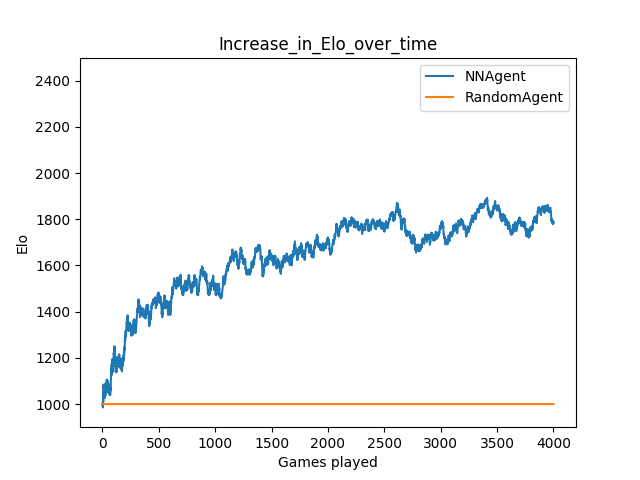 Increase_in_Elo_over_time
NNAgent
RandomAgent
2400
2200
2000
1800
1600
1400
1200
1000
Elo
0 500 1000 1500 2000 2500 3000 3500 4000
Games played